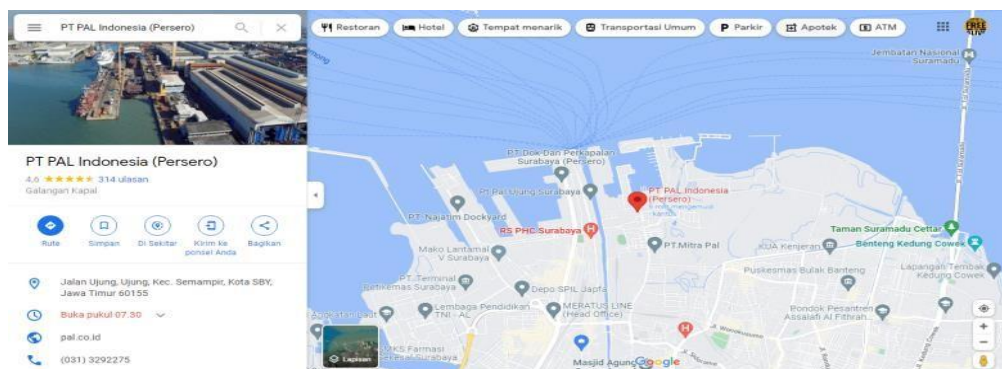 PT PAL Indonesia (Persero)
PT PAL Indonesia (Persero)
4,6 314 ulasan
Galangan Kapal
Rute
Simpan
Di Sekitar
Kirim ke
ponsel Anda
Bagikan
Jalan Ujung, Ujung, Kec. Semampir, Kota SBY,
Jawa Timur 60155
Buka pukul 07.30
pal.co.id
(031) 3292275
Restoran
Hotel
Tempat menarik
Transportasi Umum
Parkir
Apotek
ATM
Jembatan Nasional
Suramadu
PT Dok Dan Perkapalan
Surabaya (Persero)
Pt Pal Ujung Surabaya
PT PAL Indonesia
(Persero)
PT. Najatim Dockyard
RS PHC Surabaya
PT.Mitra Pal
Mako Lantamal
V Surabaya
KUA Kenjeran
Taman Suramadu Cettar
Benteng Kedung Cowek
PT. Terminal
Petikemas Surabaya
Depo SPIL Japfa
Puskesmas Bulak Banteng
Lapangan Tembak
Kedung Cowek
Lembaga Pendidikan
TNI - AL
MERATUS LINE
(Head Office)
Pondok Pesantren
Assalafi Al Fithrah...
Jl. Wonokusumo
Lapisan
MKS Farmasi
Masjid Agung
Google